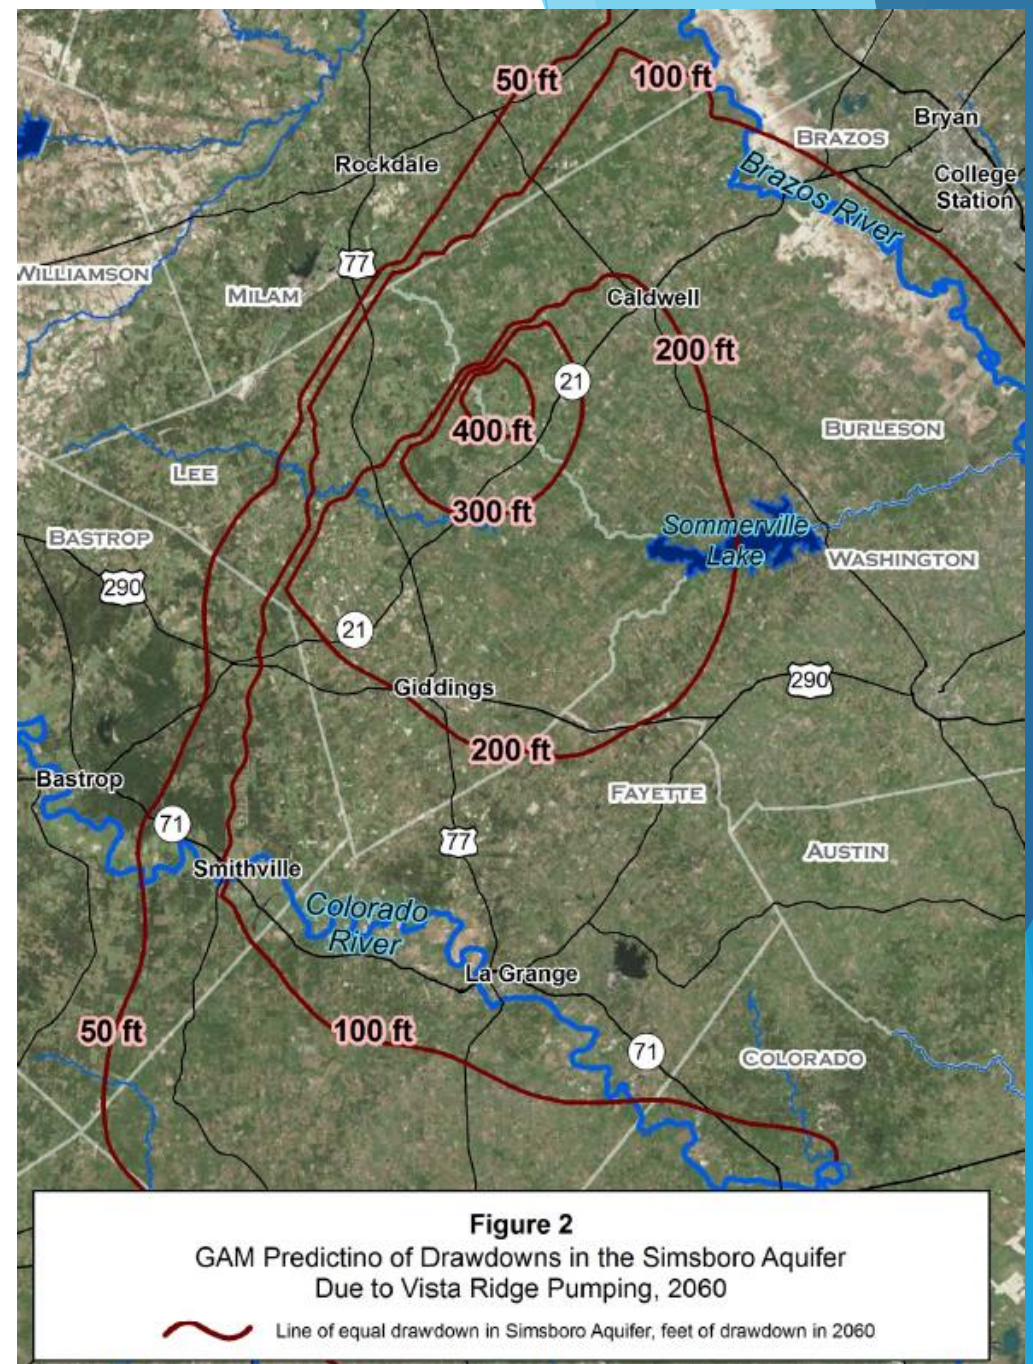 50 ft
100 ft
Bryan
BRAZOS
Rockdale
College
Station
Brazos River
WILLIAMSON
77
MILAM
Caldwell
200 ft
21
400 ft
BURLESON
LEE
300 ft
Sommerville
Lake
BASTROP
WASHINGTON
290
21
Giddings
290
200 ft
Bastrop
FAYETTE
71
77
AUSTIN
Smithville
Colorado
River
La Grange
50 ft
100 ft
71
COLORADO
Figure 2
GAM Predictino of Drawdowns in the Simsboro Aquifer
Due to Vista Ridge Pumping, 2060
Line of equal drawdown in Simsboro Aquifer, feet of drawdown in 2060